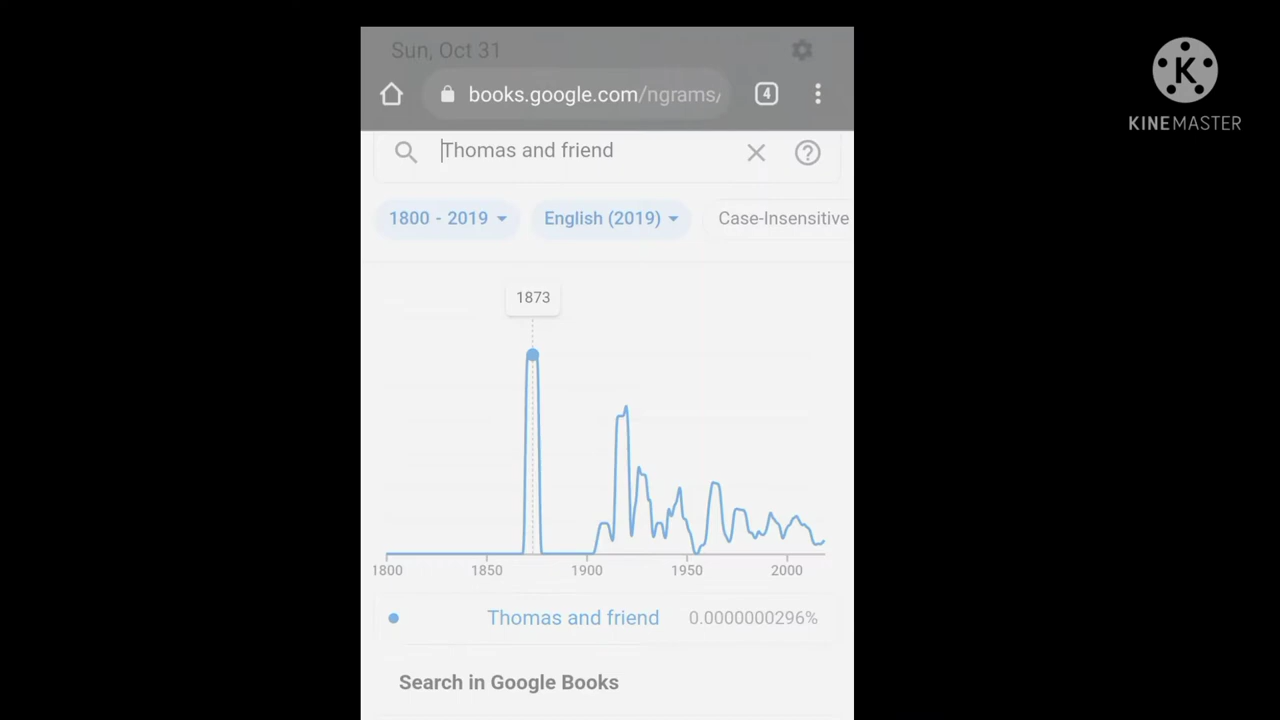 Sun, Oct 31
books.google.com/ngrams/
4
K
KINEMASTER
Thomas and friend
1800 - 2019
English (2019)
Case-Insensitive
1873
1800 1850 1900 1950 2000
Thomas and friend 0.0000000296%
Search in Google Books